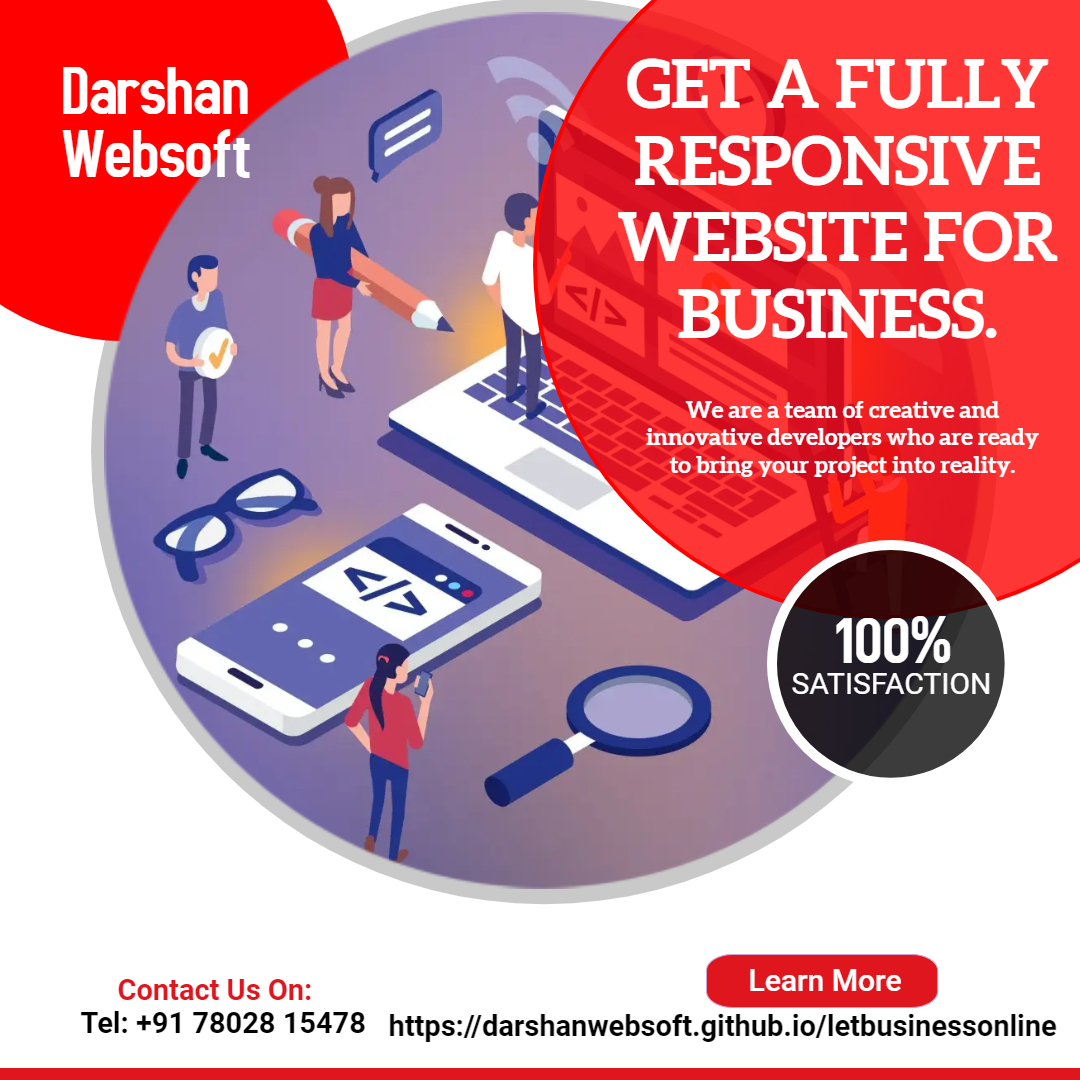 Darshan
Websoft
GET A FULLY
RESPONSIVE
WEBSITE FOR
BUSINESS.
We are a team of creative and
innovative developers who are ready
to bring your project into reality.
</>
</>
100%
SATISFACTION
Learn More
Contact Us On:
Tel: +91 78028 15478
https://darshanwebsoft.github.io/letbusinessonline